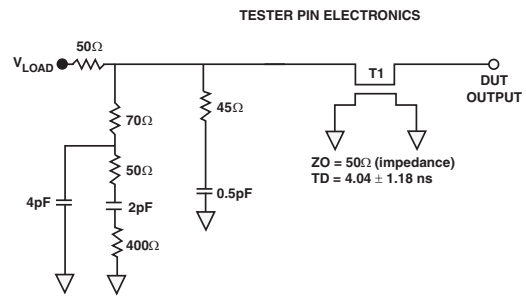 TESTER PIN ELECTRONICS
50Ω
VLOAD
T1
DUT
OUTPUT
70Ω
45Ω
50Ω
ZO = 50Ω (impedance)
TD = 4.04 ± 1.18 ns
4pF
2pF
0.5pF
400Ω